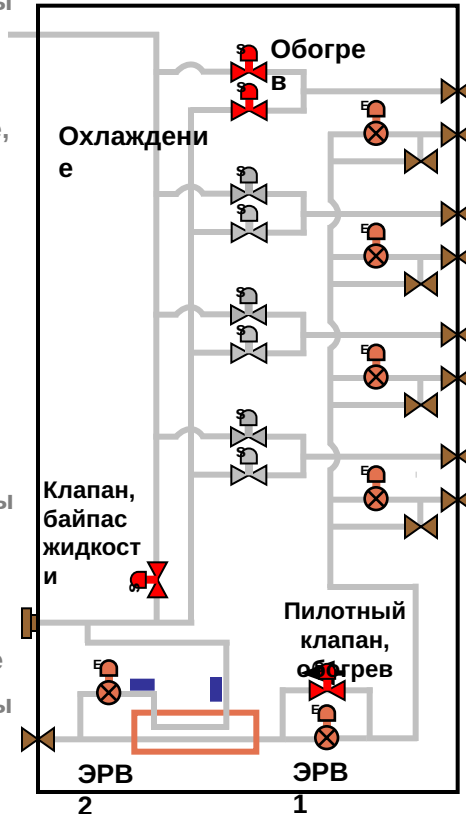 ы
Обогре
в
е,
Охлаждени
е
S
S
E
S
S
E
S
S
E
S
S
E
Клапан,
байпас
жидкост
и
ы
S
Пилотный
клапан,
обогрев
е
ы
E
E
ЭРВ
2
ЭРВ
1